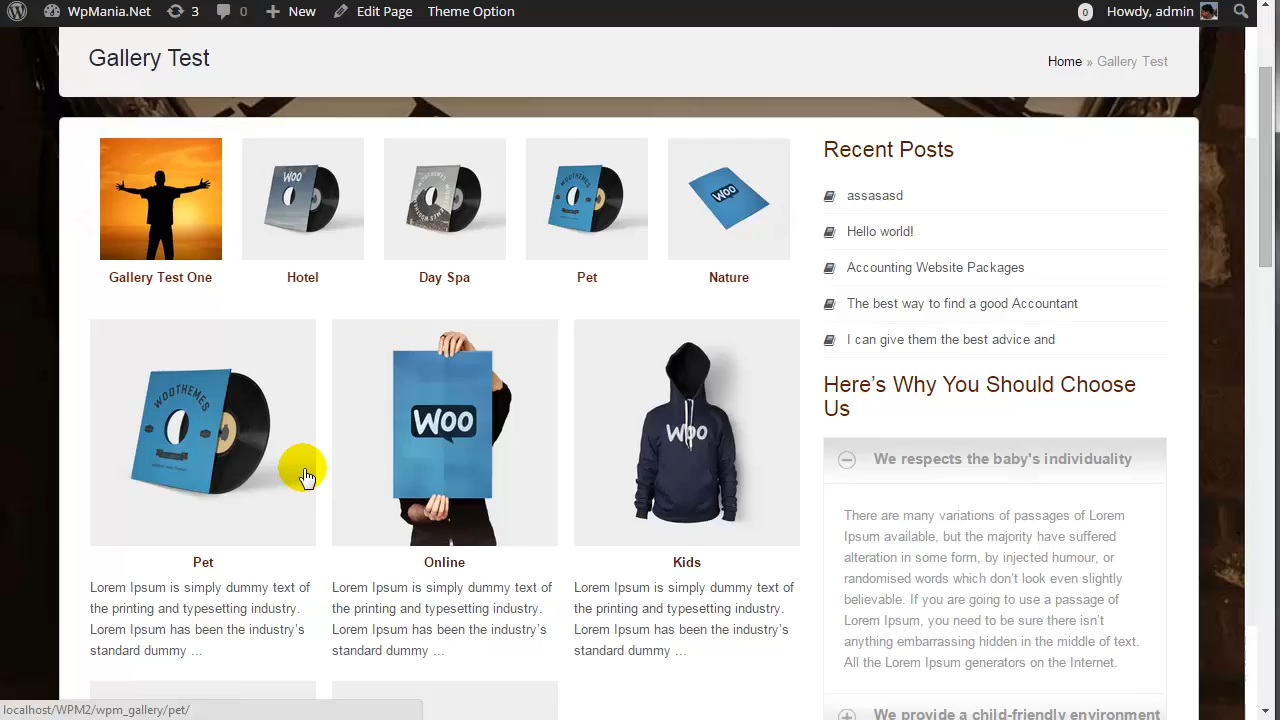 WpMania.Net 3 0 New Edit Page Theme Option 0 Howdy, admin
Gallery Test
Home » Gallery Test
Gallery Test One
WOO
Hotel
Day Spa
WOOTHEMES
Pet
WOO
Nature
WOOTHEMES
Pet
WOO
Online
WOO
Kids
Lorem Ipsum is simply dummy text of
the printing and typesetting industry.
Lorem Ipsum has been the industry's
standard dummy ...
Lorem Ipsum is simply dummy text of
the printing and typesetting industry.
Lorem Ipsum has been the industry's
standard dummy ...
Lorem Ipsum is simply dummy text of
the printing and typesetting industry.
Lorem Ipsum has been the industry's
standard dummy ...
Recent Posts
assasasd
Hello world!
Accounting Website Packages
The best way to find a good Accountant
I can give them the best advice and
Here's Why You Should Choose
Us
We respects the baby's individuality
There are many variations of passages of Lorem
Ipsum available, but the majority have suffered
alteration in some form, by injected humour, or
randomised words which don't look even slightly
believable. If you are going to use a passage of
Lorem Ipsum, you need to be sure there isn't
anything embarrassing hidden in the middle of text.
All the Lorem Ipsum generators on the Internet.
We provide a child-friendly environment
localhost/WPM2/wpm_gallery/pet/